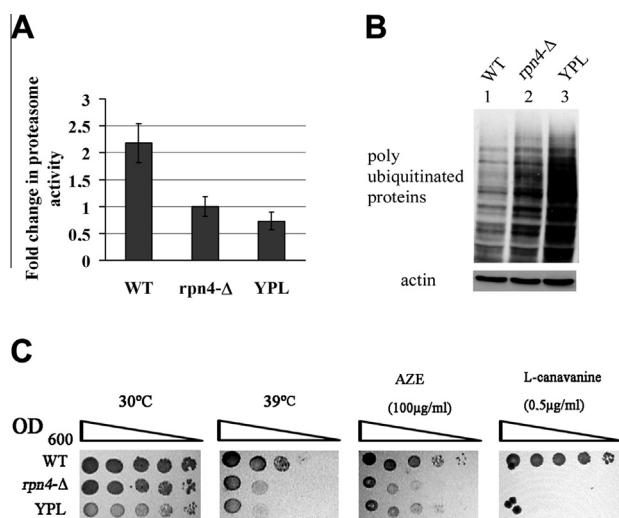 A
Fold change in proteasome
activity
3
2.5
2
1.5
1
0.5
0
WT rpn4-Δ YPL
B
WT rpn4-Δ YPL
1 2 3
poly
ubiquitinated
proteins
actin
C
30ºC 39ºC AZE (100µg/ml) L-canavanine (0.5µg/ml)
OD600
WT
rpn4-Δ
YPL